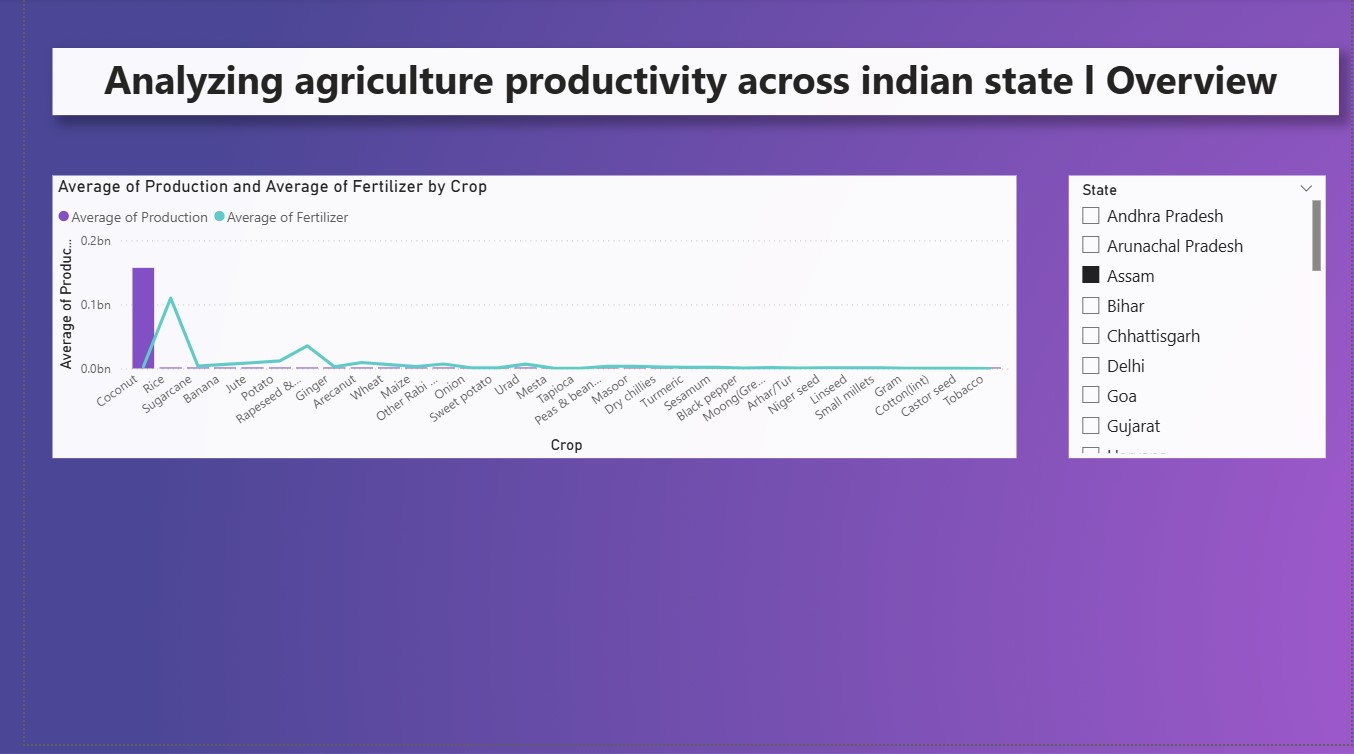 Analyzing agriculture productivity across indian state l Overview
Average of Production and Average of Fertilizer by Crop
Average of Production
Average of Fertilizer
Average of Produc...
0.2bn
0.1bn
0.0bn
Coconut
Rice
Sugarcane
Banana
Jute
Potato
Rapeseed &...
Ginger
Arecanut
Wheat
Maize
Other Rabi ...
Onion
Sweet potato
Urad
Mesta
Tapioca
Peas & bean...
Masoor
Dry chillies
Turmeric
Sesamum
Black pepper
Moong(Gre...
Arhar/Tur
Niger seed
Linseed
Small millets
Gram
Cotton(lint)
Castor seed
Tobacco
Crop
State
Andhra Pradesh
Arunachal Pradesh
Assam
Bihar
Chhattisgarh
Delhi
Goa
Gujarat